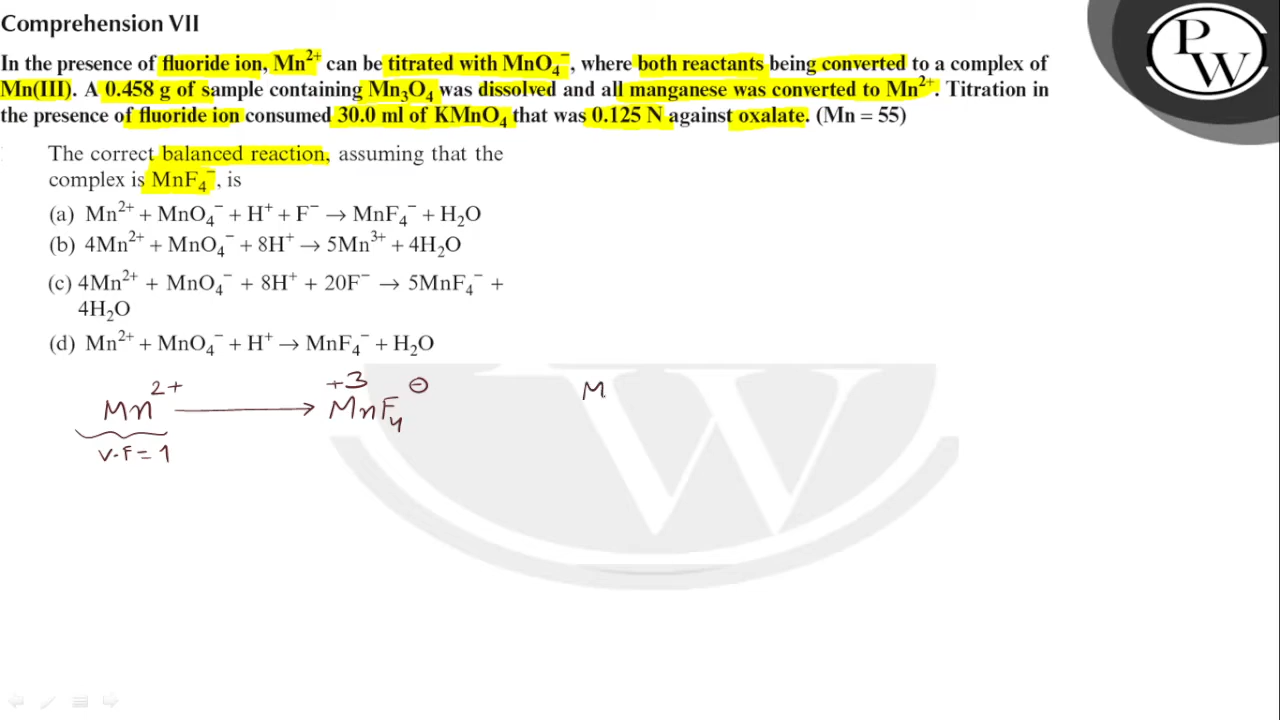 Comprehension VII
In the presence of fluoride ion, Mn²⁺ can be titrated with MnO₄⁻, where both reactants being converted to a complex of
Mn(III). A 0.458 g of sample containing Mn₃O₄ was dissolved and all manganese was converted to Mn²⁺. Titration in
the presence of fluoride ion consumed 30.0 ml of KMnO₄ that was 0.125 N against oxalate. (Mn = 55)
The correct balanced reaction, assuming that the
complex is MnF₄⁻, is
(a) Mn²⁺ + MnO₄⁻ + H⁺ + F⁻ → MnF₄⁻ + H₂O
(b) 4Mn²⁺ + MnO₄⁻ + 8H⁺ → 5Mn³⁺ + 4H₂O
(c) 4Mn²⁺ + MnO₄⁻ + 8H⁺ + 20F⁻ → 5MnF₄⁻ +
4H₂O
(d) Mn²⁺ + MnO₄⁻ + H⁺ → MnF₄⁻ + H₂O
+3 ⊖
Mn²⁺ → MnF₄ M
V.F = 1
PW